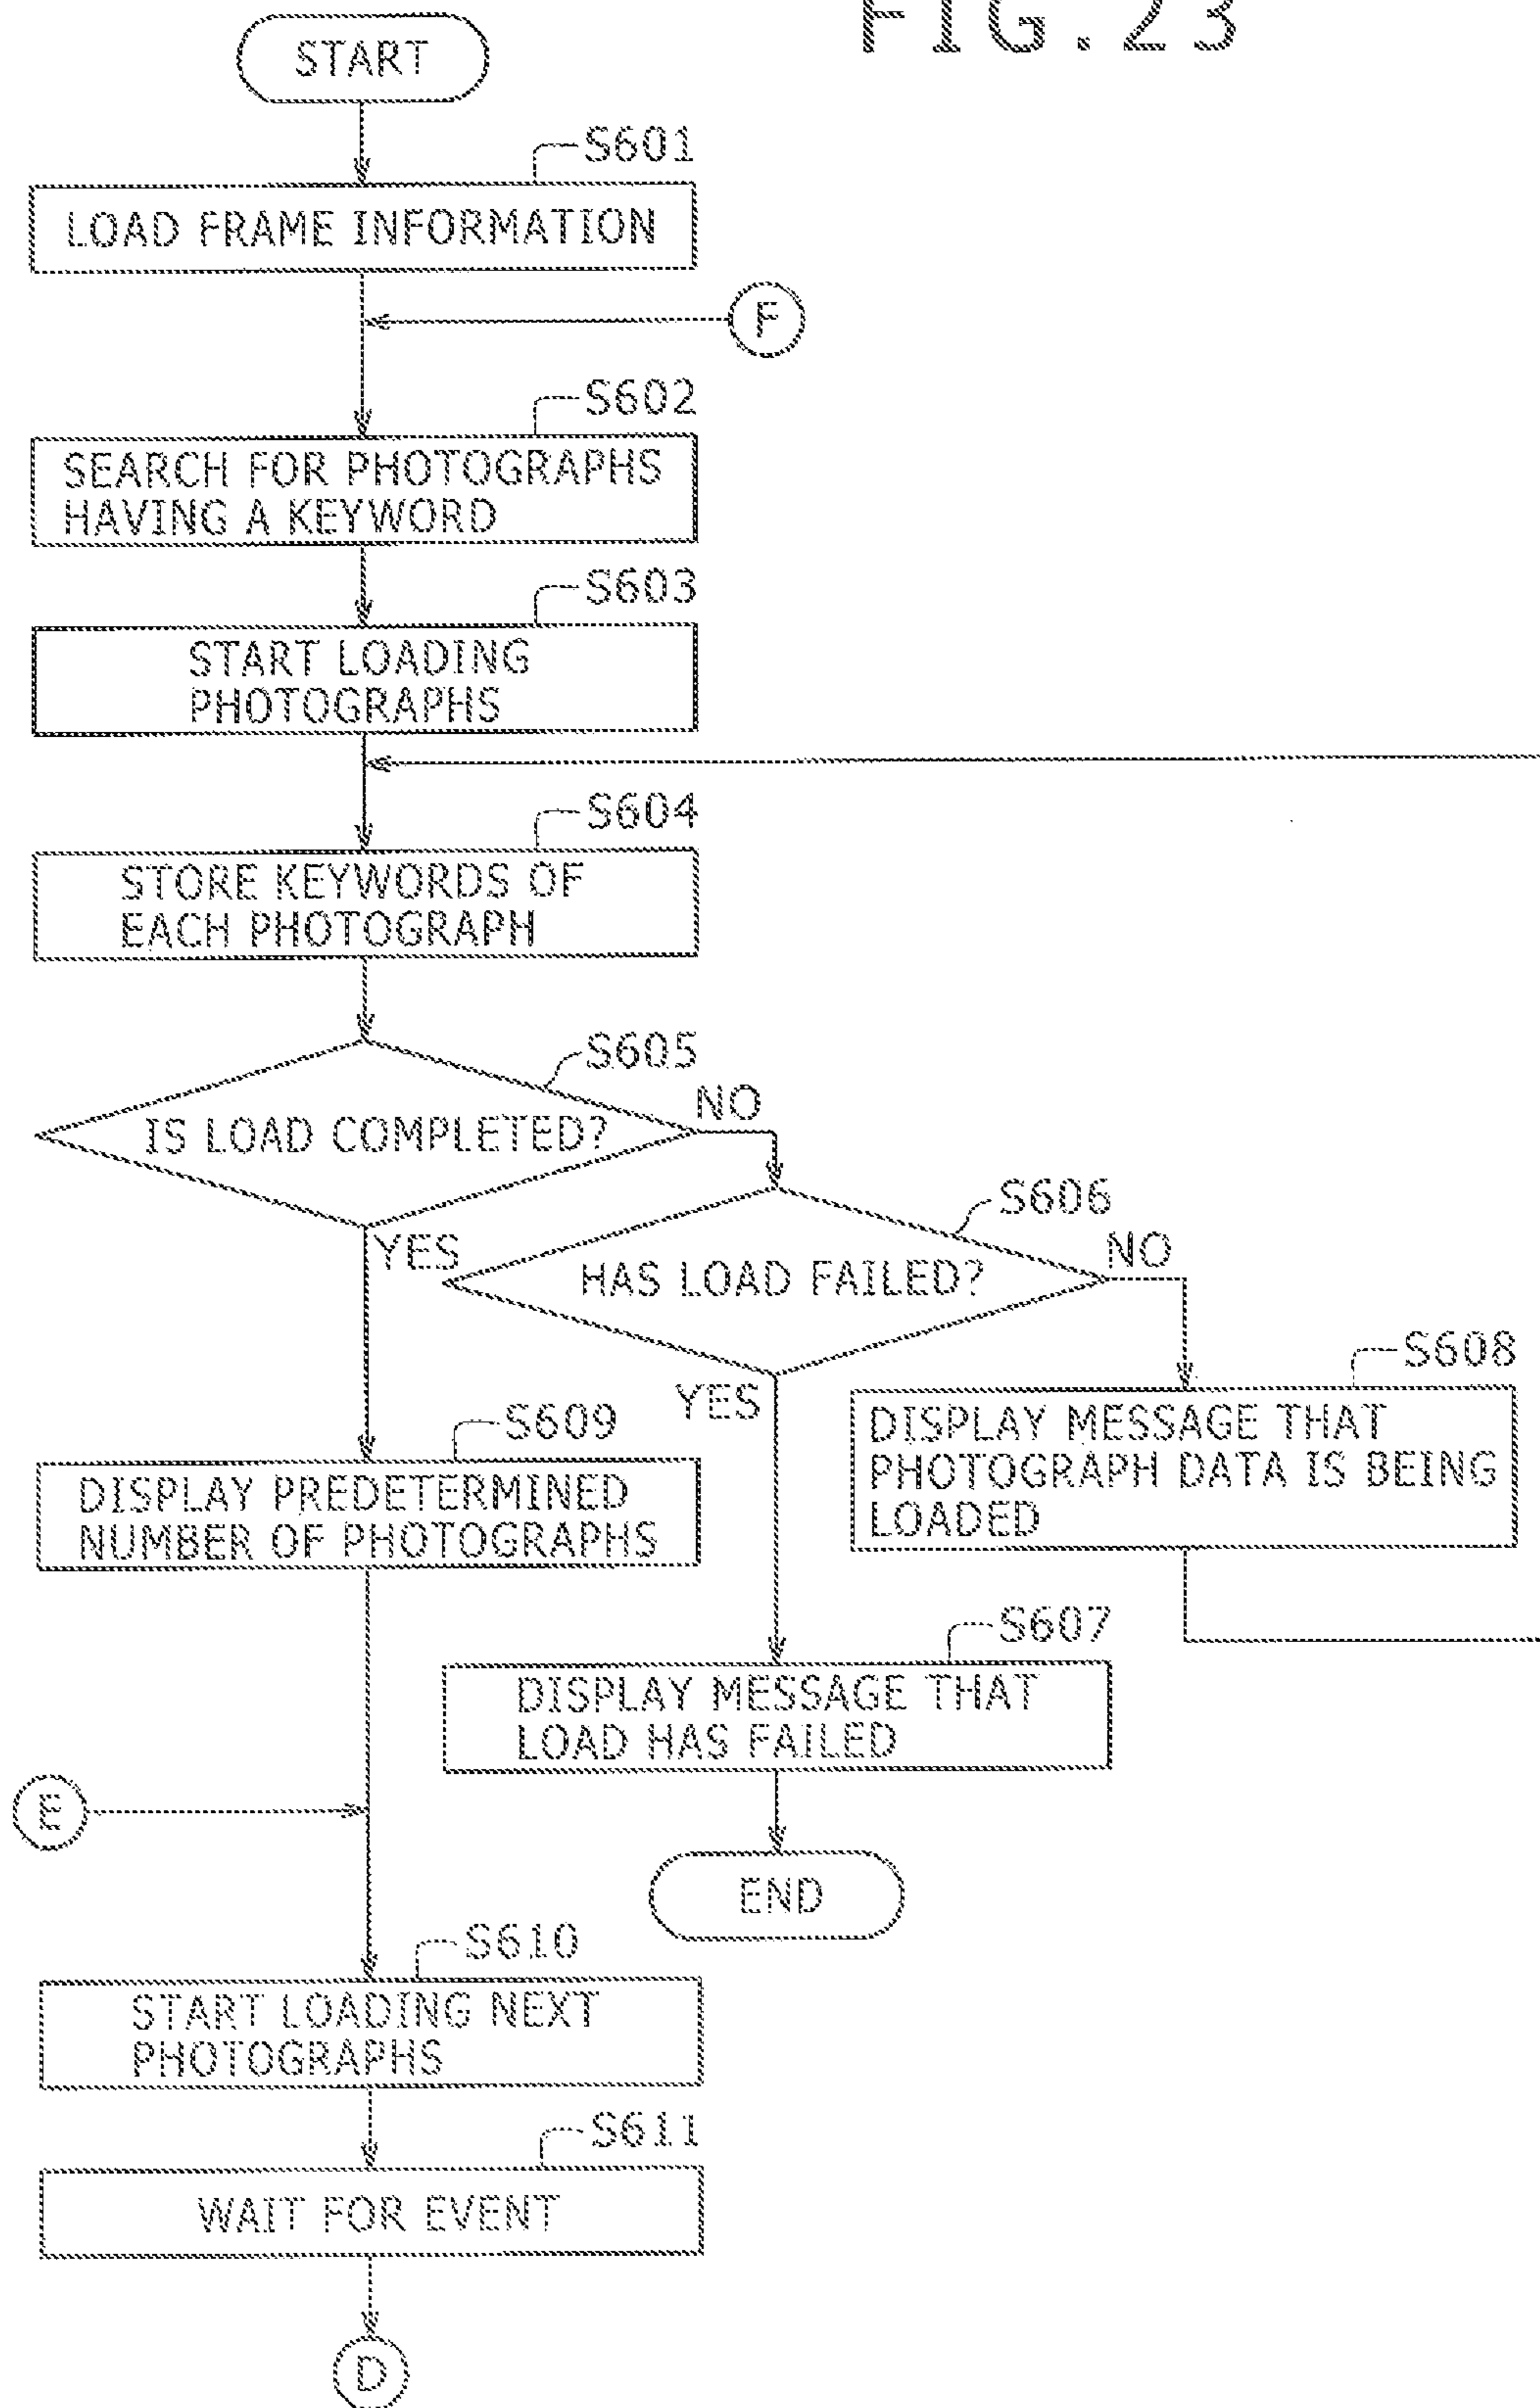 FIG.23
START
S601
LOAD FRAME INFORMATION
F
S602
SEARCH FOR PHOTOGRAPHS
HAVING A KEYWORD
S603
START LOADING
PHOTOGRAPHS
S604
STORE KEYWORDS OF
EACH PHOTOGRAPH
S605
IS LOAD COMPLETED?
NO
YES
S606
HAS LOAD FAILED?
NO
YES
S608
DISPLAY MESSAGE THAT
PHOTOGRAPH DATA IS BEING
LOADED
S609
DISPLAY PREDETERMINED
NUMBER OF PHOTOGRAPHS
S607
DISPLAY MESSAGE THAT
LOAD HAS FAILED
E
END
S610
START LOADING NEXT
PHOTOGRAPHS
S611
WAIT FOR EVENT
D